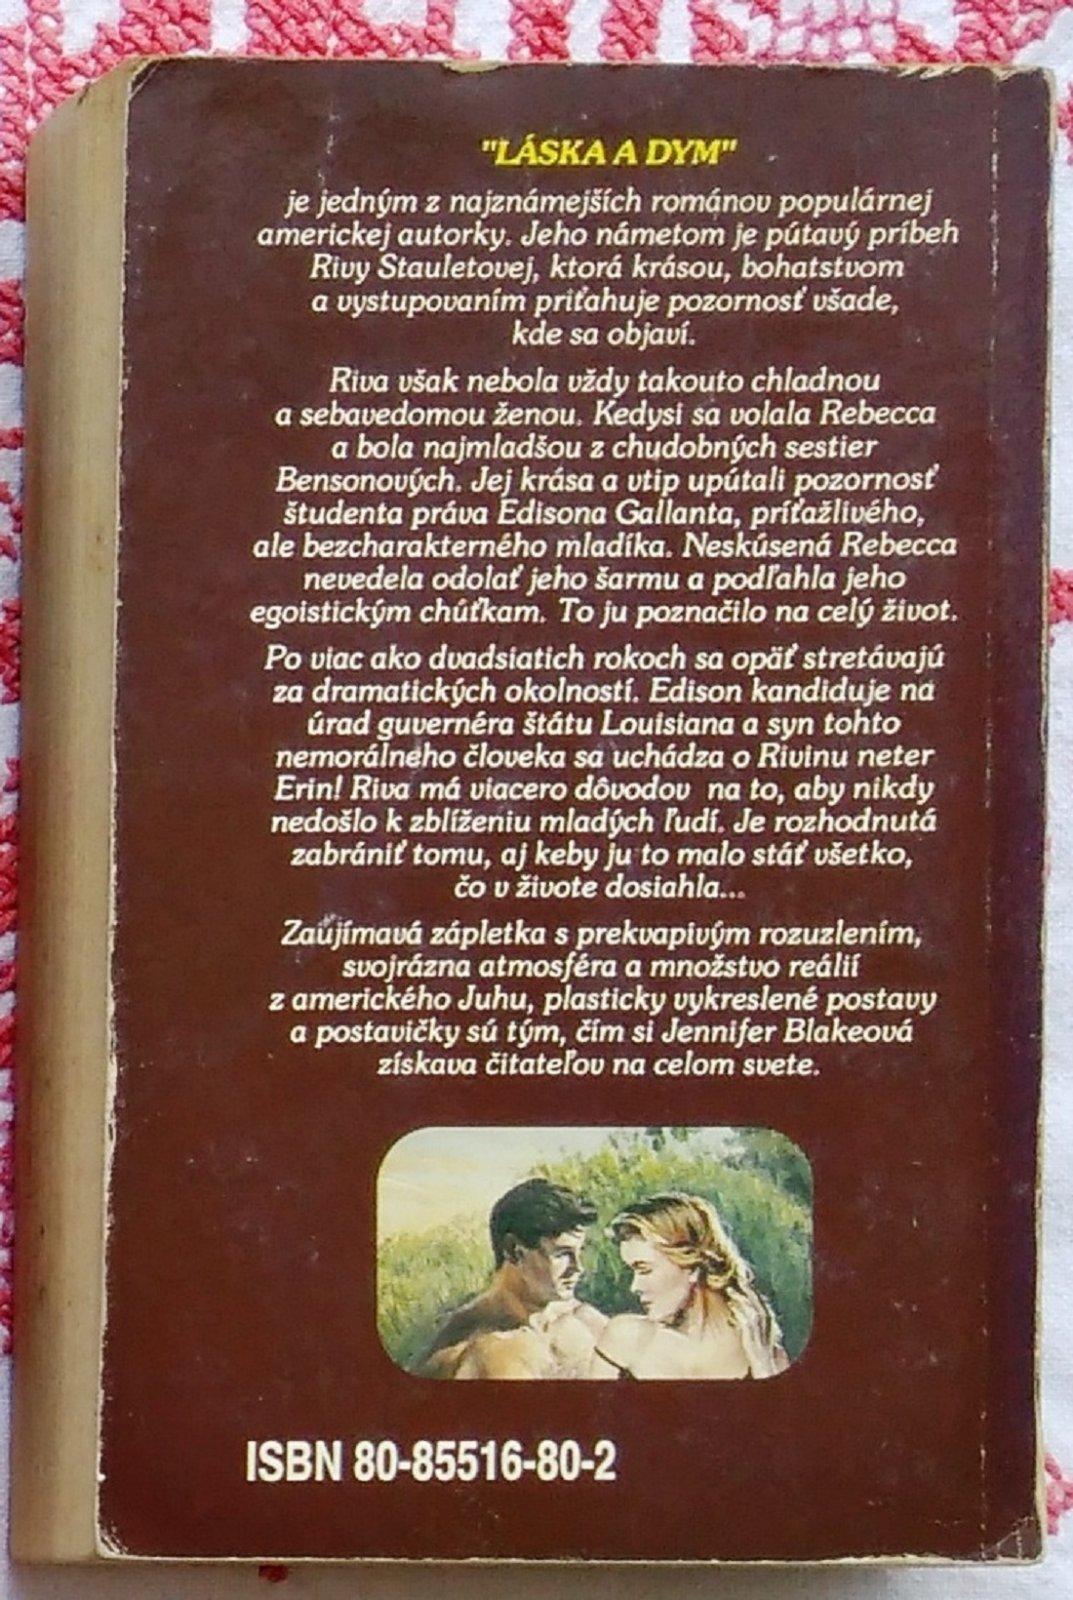 "LÁSKA A DYM"
je jedným z najznámejších románov populárnej
americkej autorky. Jeho námetom je pútavý príbeh
Rivy Stauletovej, ktorá krásou, bohatstvom
a vystupovaním priťahuje pozornosť všade,
kde sa objaví.
Riva však nebola vždy takouto chladnou
a sebavedomou ženou. Kedysi sa volala Rebecca
a bola najmladšou z chudobných sestier
Bensonových. Jej krása a vtip upútali pozornosť
študenta práva Edisona Gallanta, príťažlivého,
ale bezcharakterného mladíka. Neskúsená Rebecca
nevedela odolať jeho šarmu a podľahla jeho
egoistickým chúťkam. To ju poznačilo na celý život.
Po viac ako dvadsiatich rokoch sa opäť stretávajú
za dramatických okolností. Edison kandiduje na
úrad guvernéra štátu Louisiana a syn tohto
nemorálneho človeka sa uchádza o Rivinu neter
Erin! Riva má viacero dôvodov na to, aby nikdy
nedošlo k zblíženiu mladých ľudí. Je rozhodnutá
zabrániť tomu, aj keby ju to malo stáť všetko,
čo v živote dosiahla...
Zaujímavá zápletka s prekvapivým rozuzlením,
svojrázna atmosféra a množstvo reálií
z amerického Juhu, plasticky vykreslené postavy
a postavičky sú tým, čím si Jennifer Blakeová
získava čitateľov na celom svete.
ISBN 80-85516-80-2